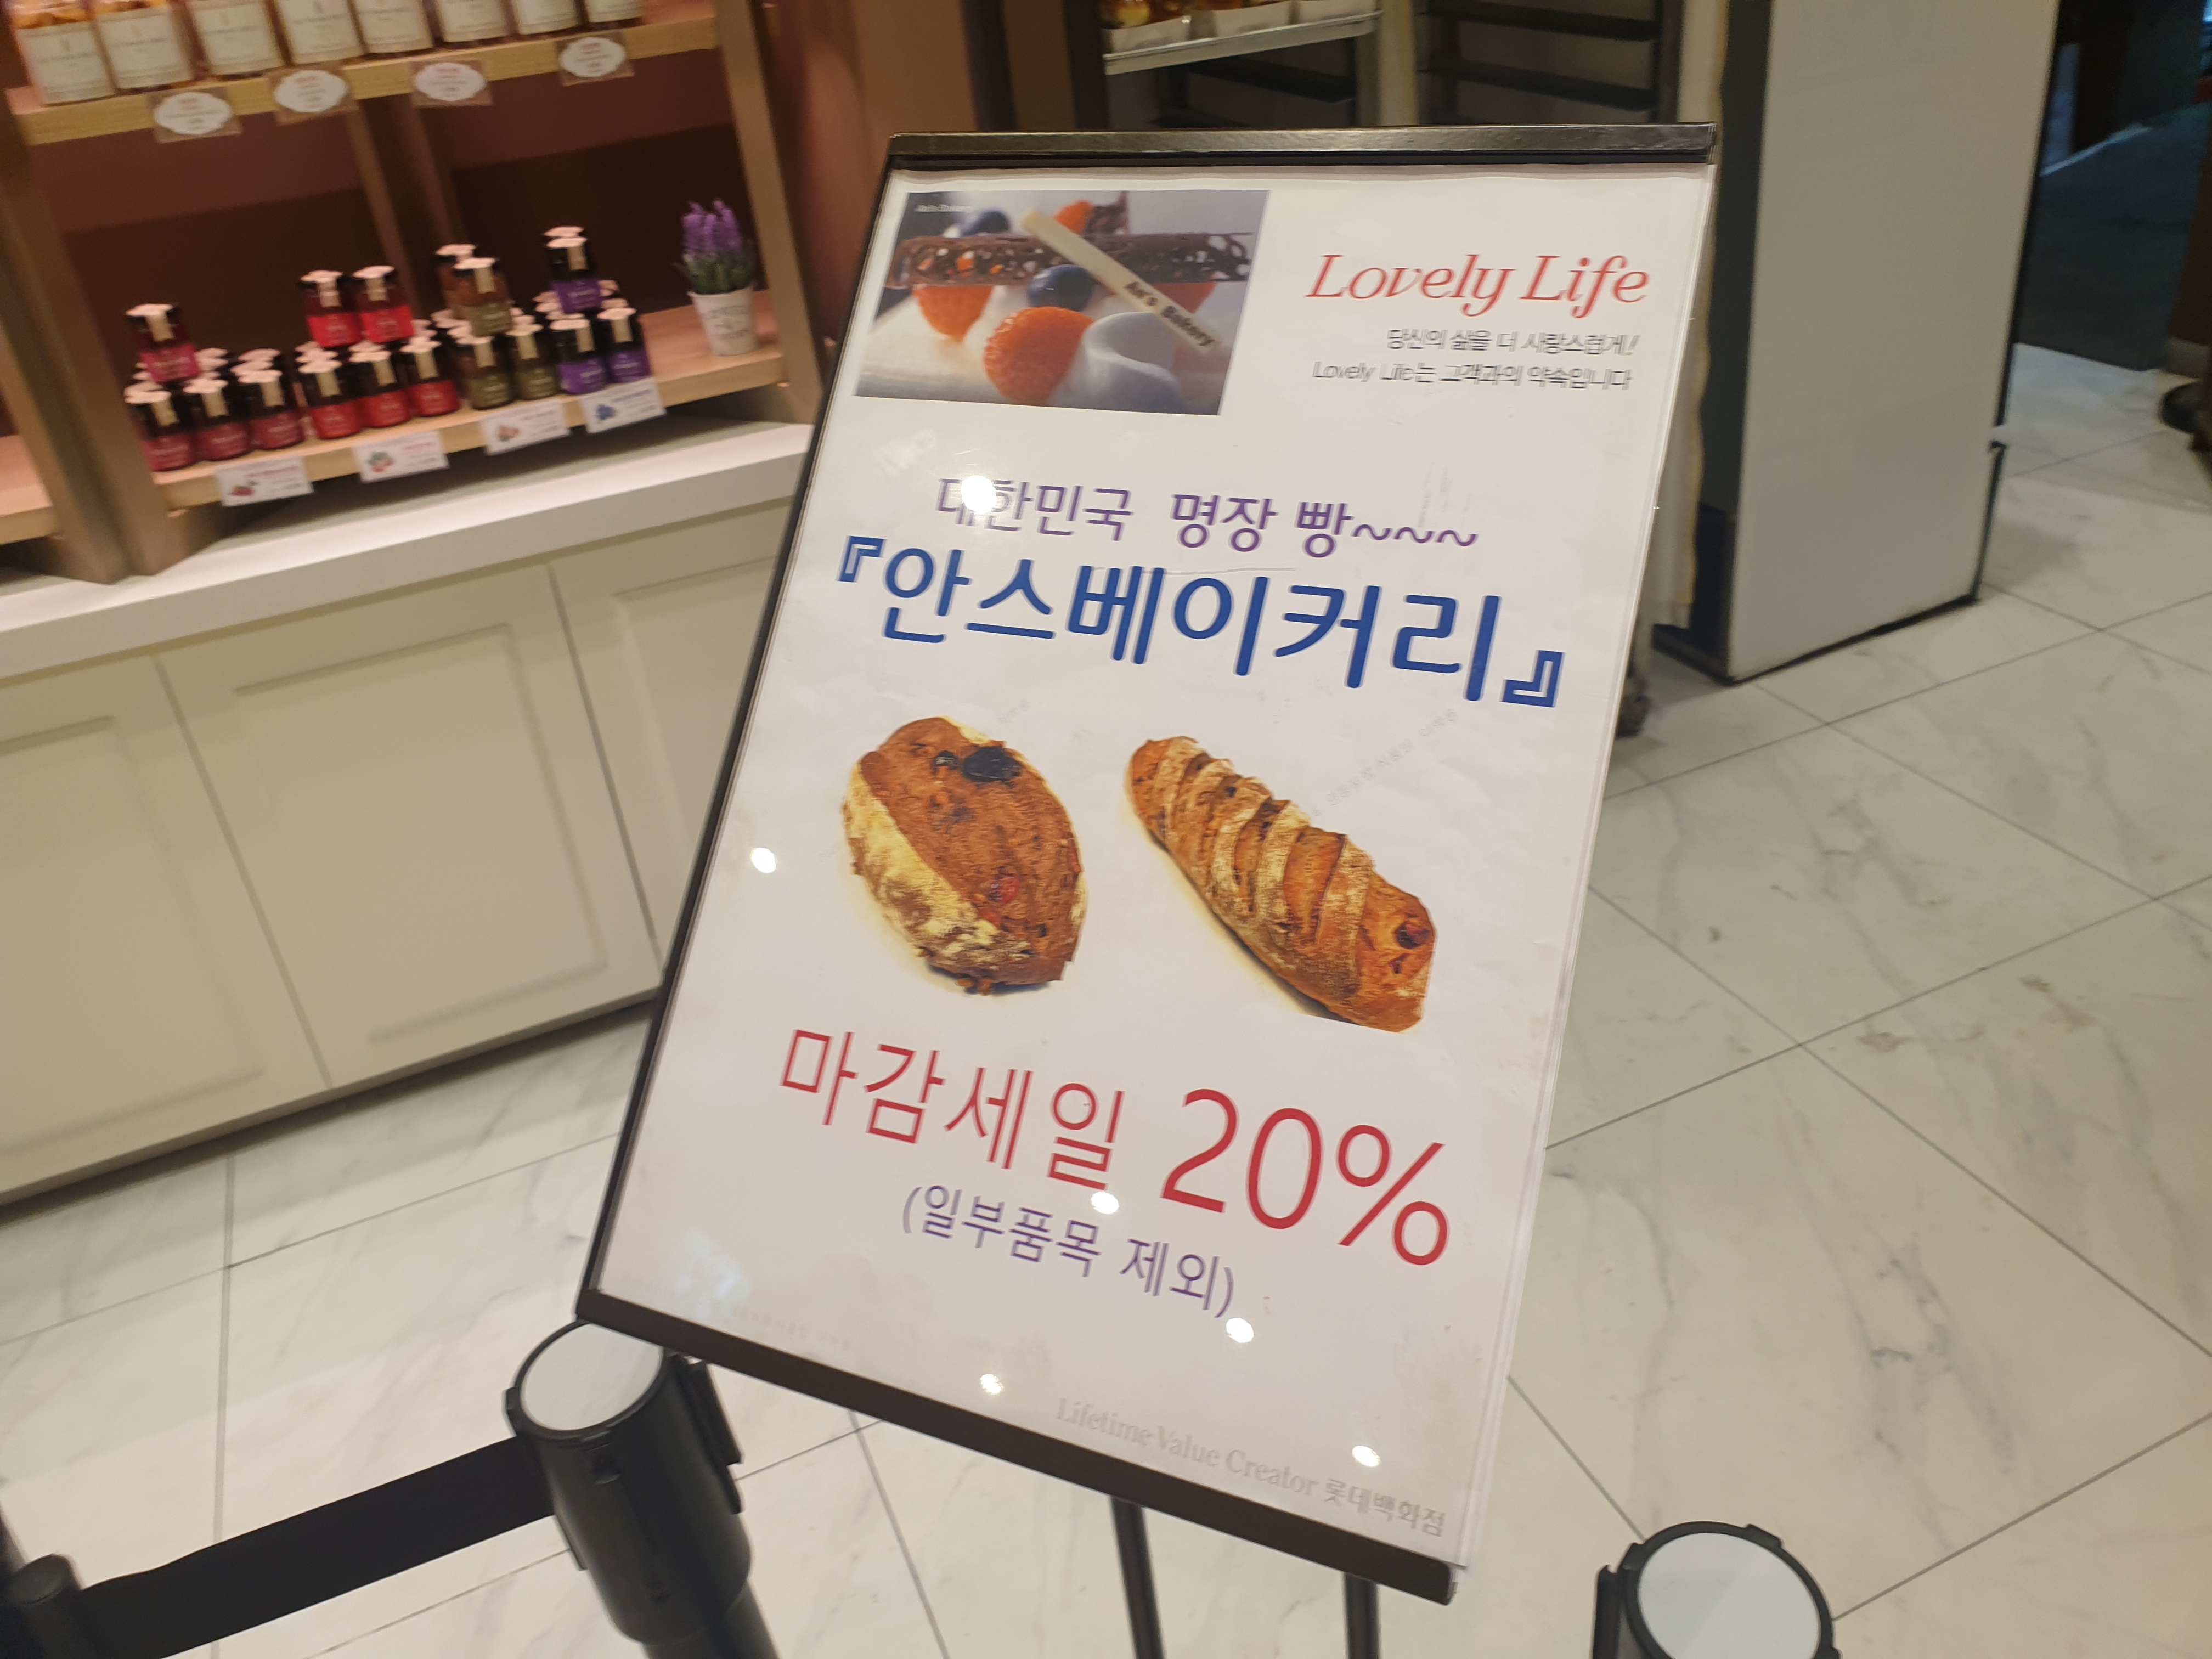 An's Bakery
Lovely Life
당신의 삶을 더 사랑스럽게!
Lovely Life는 고객과의 약속입니다
대한민국 명장 빵~~~
『안스베이커리』
마감세일 20%
(일부품목 제외)
Lifetime Value Creator 롯데백화점